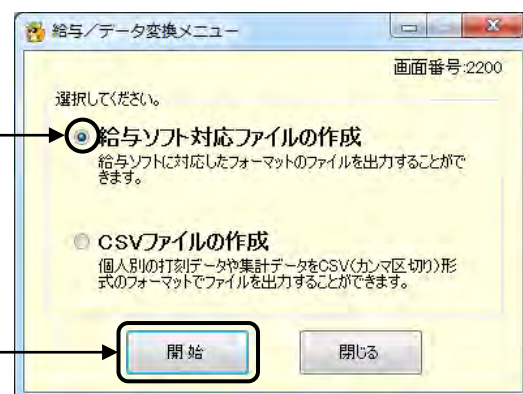 給与／データ変換メニュー
画面番号:2200
選択してください。
給与ソフト対応ファイルの作成
給与ソフトに対応したフォーマットのファイルを出力することがで
きます。
CSVファイルの作成
個人別の打刻データや集計データをCSV(カンマ区切り)形
式のフォーマットでファイルを出力することができます。
開始
閉じる